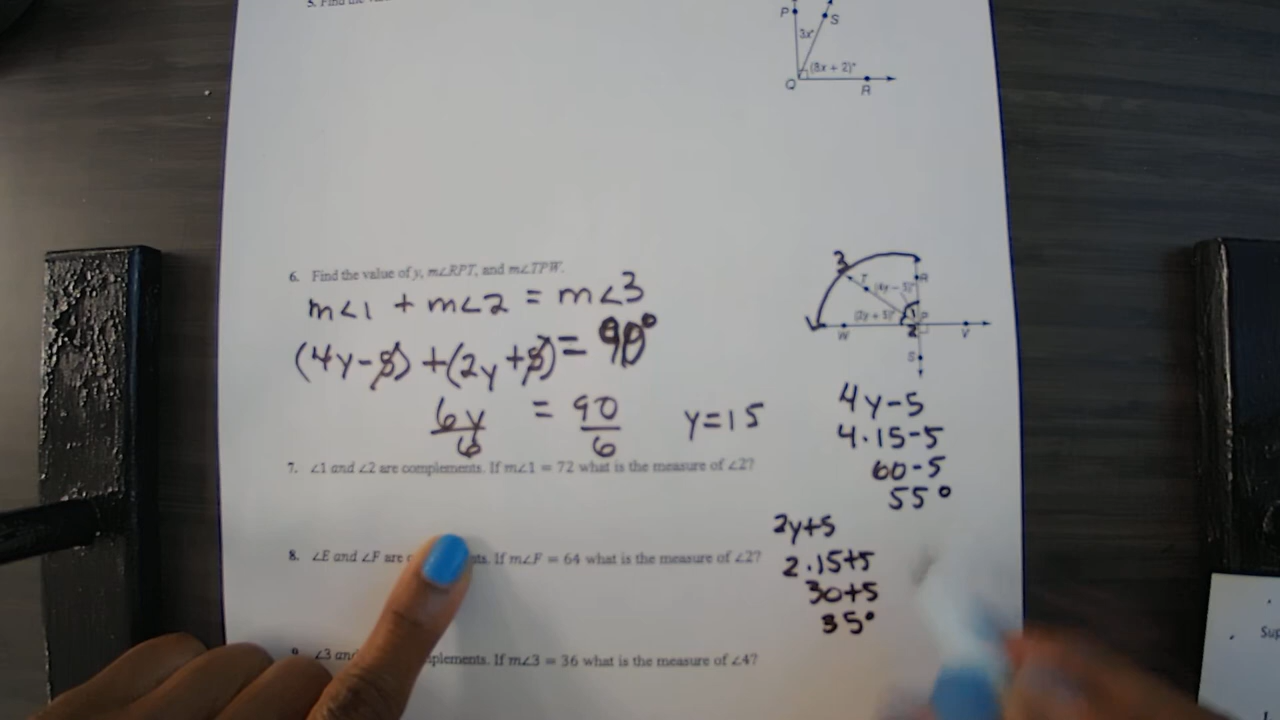 5. Find the
P
S
3x°
(8x + 2)°
Q
R
6. Find the value of y, m∠RPT, and m∠TPW.
m∠1 + m∠2 = m∠3
(4y-5) + (2y+5) = 90°
6y = 90 y=15
6 6
3
T
R
(4y - 5)°
1
(2y + 5)°
P
W
2
V
S
4y-5
4·15-5
60-5
55°
7. ∠1 and ∠2 are complements. If m∠1 = 72 what is the measure of ∠2?
2y+5
8. ∠E and ∠F are If m∠F = 64 what is the measure of ∠2?
2·15+5
30+5
35°
∠3 If m∠3 = 36 what is the measure of ∠4?
Sup